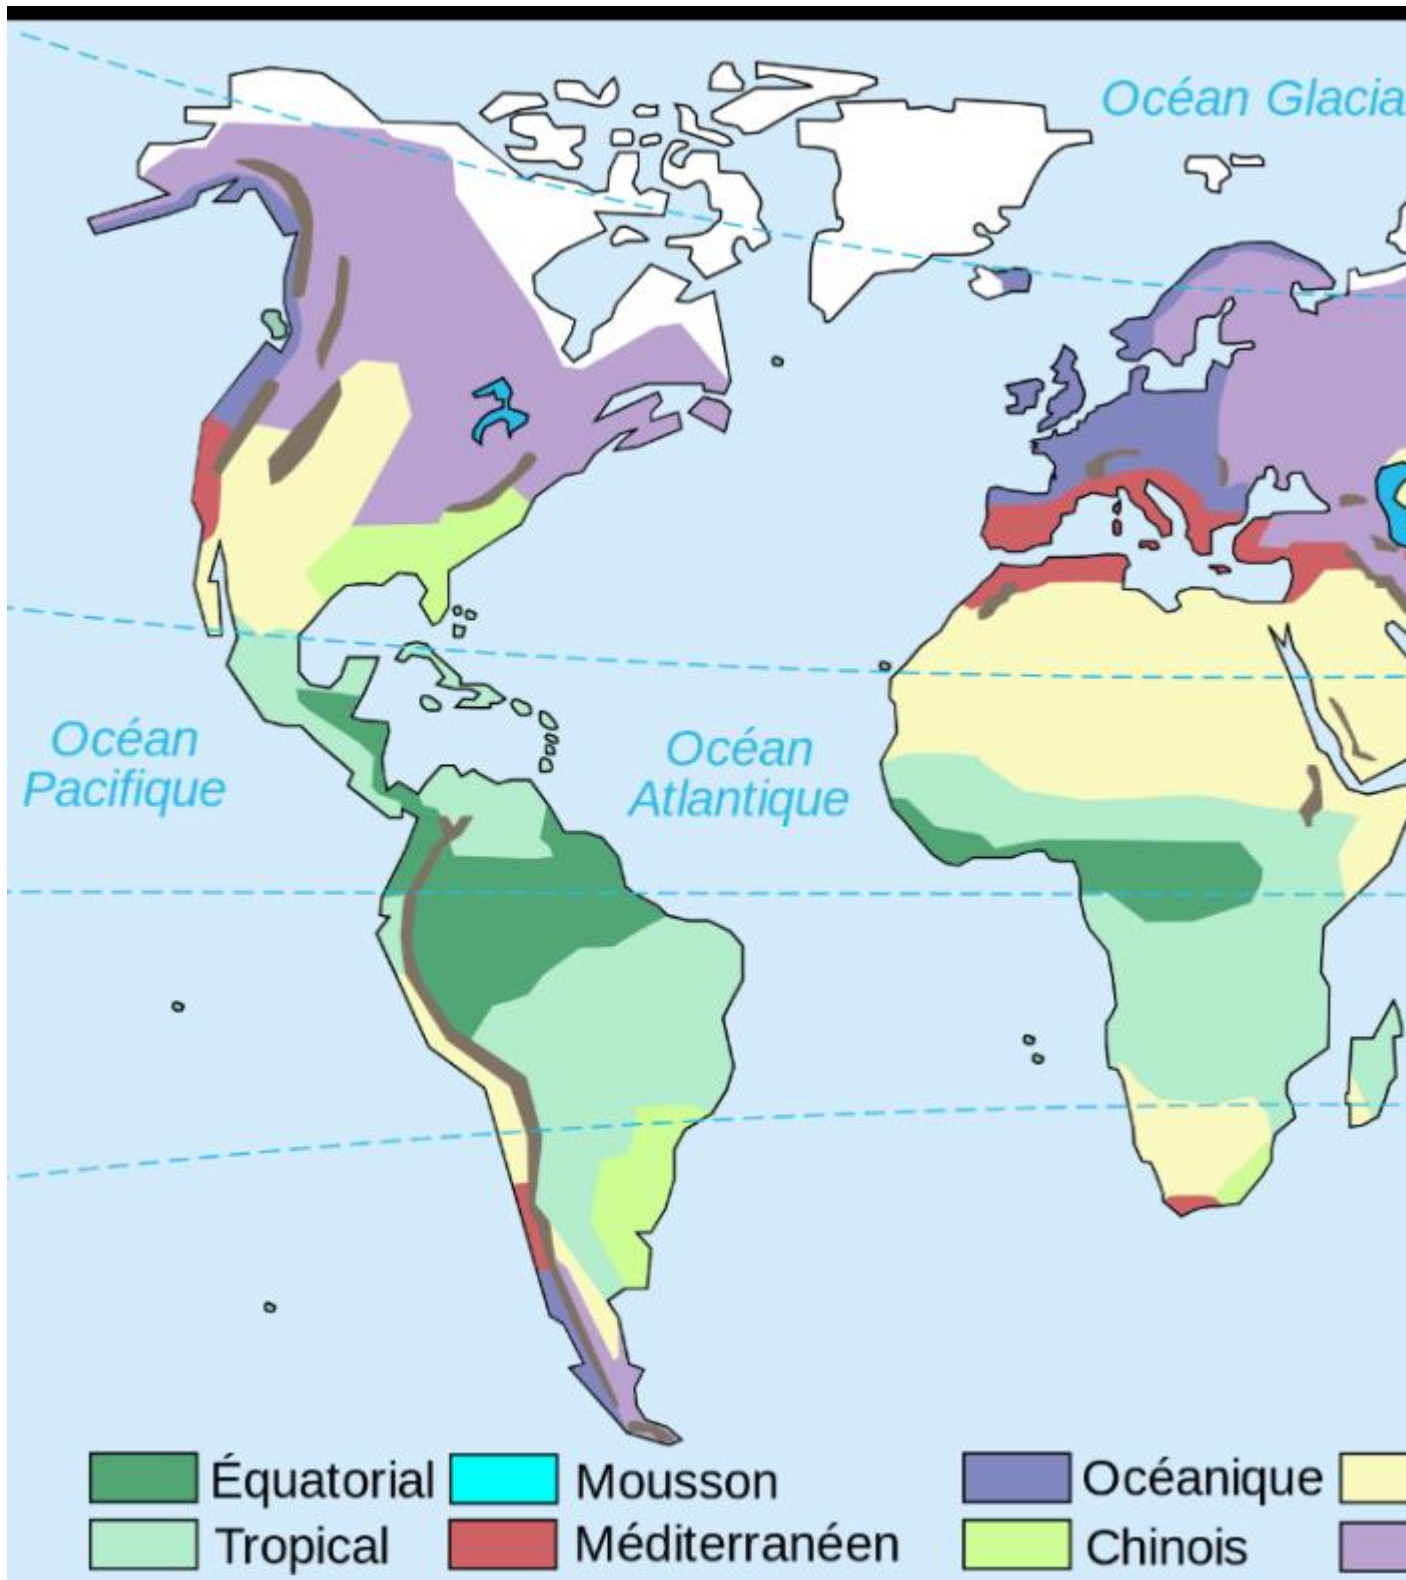 Océan Glacia
Océan
Pacifique
Océan
Atlantique
Équatorial
Mousson
Océanique
Tropical
Méditerranéen
Chinois